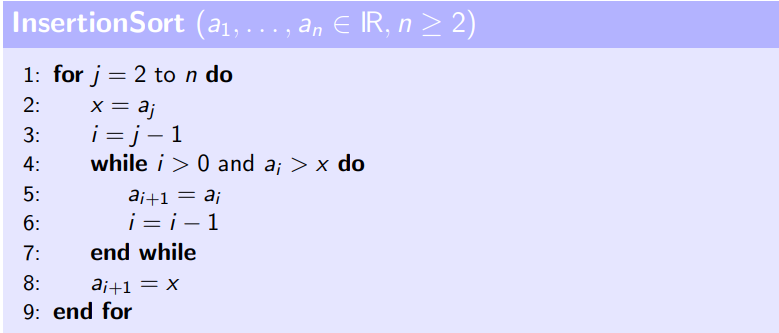 InsertionSort (a₁, . . . , aₙ ∈ ℝ, n ≥ 2)
1: for j = 2 to n do
2: x = aⱼ
3: i = j − 1
4: while i > 0 and aᵢ > x do
5: aᵢ₊₁ = aᵢ
6: i = i − 1
7: end while
8: aᵢ₊₁ = x
9: end for